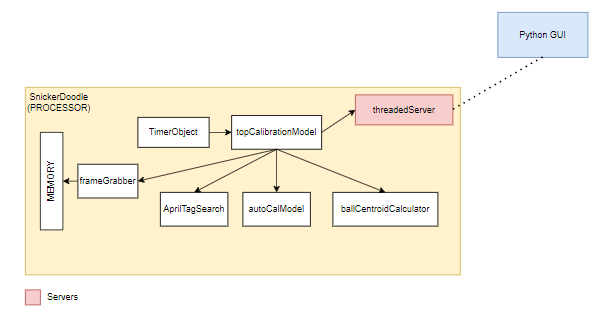 Python GUI
SnickerDoodle
(PROCESSOR)
threadedServer
TimerObject
topCalibrationModel
MEMORY
frameGrabber
AprilTagSearch
autoCalModel
ballCentroidCalculator
Servers